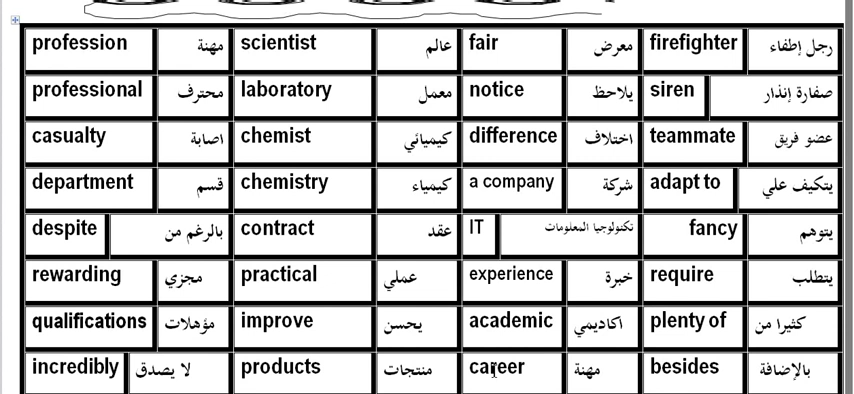 profession مهنة scientist عالم fair معرض firefighter رجل إطفاء
professional محترف laboratory معمل notice يلاحظ siren صفارة إنذار
casualty اصابة chemist كيميائي difference اختلاف teammate عضو فريق
department قسم chemistry كيمياء a company شركة adapt to يتكيف علي
despite بالرغم من contract عقد IT تكنولوجيا المعلومات fancy يتوهم
rewarding مجزي practical عملي experience خبرة require يتطلب
qualifications مؤهلات improve يحسن academic اكاديمي plenty of كثيرا من
incredibly لا يصدق products منتجات career مهنة besides بالإضافة